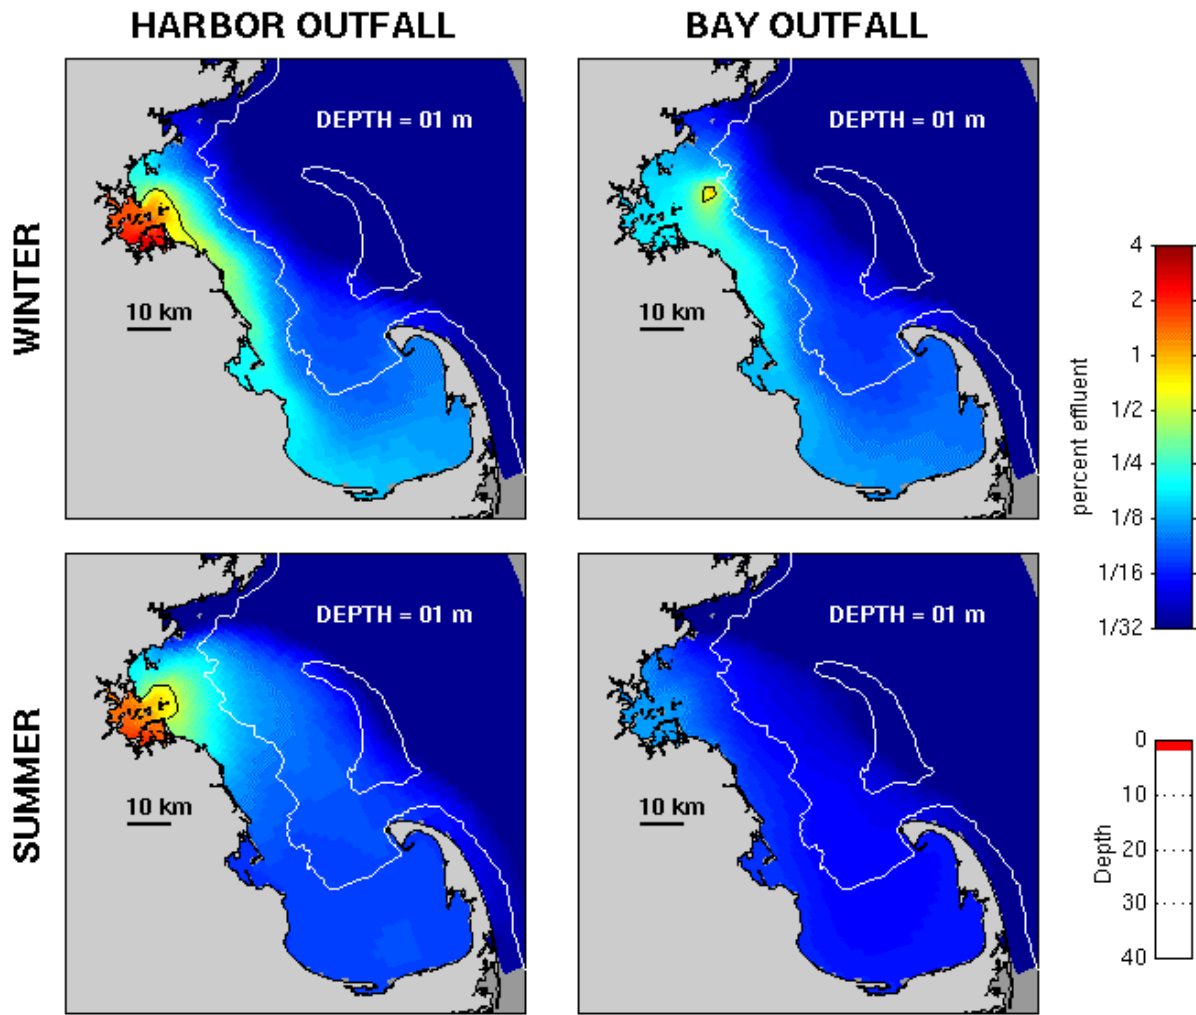 HARBOR OUTFALL
BAY OUTFALL
WINTER
DEPTH = 01 m
10 km
DEPTH = 01 m
10 km
percent effluent
4
2
1
1/2
1/4
1/8
1/16
1/32
SUMMER
DEPTH = 01 m
10 km
DEPTH = 01 m
10 km
Depth
0
10
20
30
40